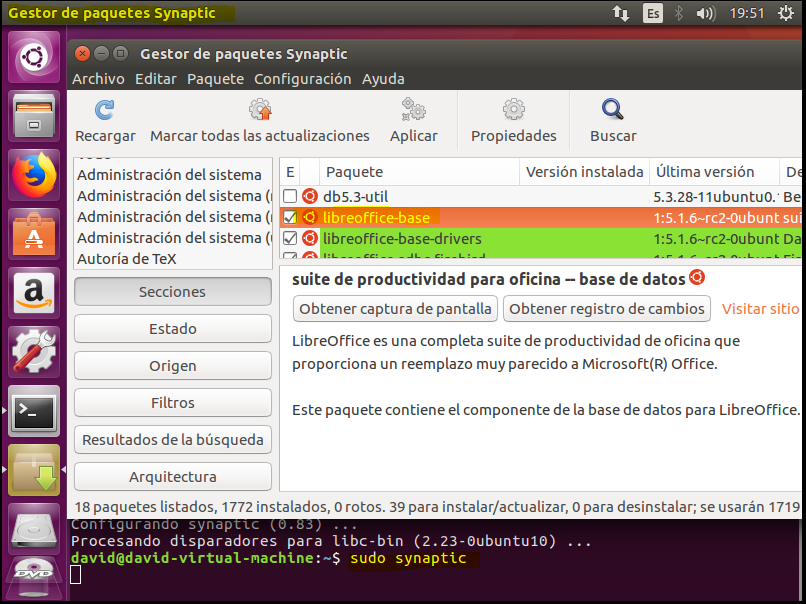 Gestor de paquetes Synaptic
Es
19:51
Gestor de paquetes Synaptic
Archivo Editar Paquete Configuración Ayuda
Recargar Marcar todas las actualizaciones Aplicar Propiedades Buscar
Administración del sistema
Administración del sistema (
Administración del sistema (
Administración del sistema (
Autoría de TeX
Secciones
Estado
Origen
Filtros
Resultados de la búsqueda
Arquitectura
E Paquete Versión instalada Última versión De
db5.3-util 5.3.28-11ubuntu0. Be
libreoffice-base 1:5.1.6~rc2-0ubunt sui
libreoffice-base-drivers 1:5.1.6~rc2-0ubunt Da
suite de productividad para oficina -- base de datos
Obtener captura de pantalla Obtener registro de cambios Visitar sitio
LibreOffice es una completa suite de productividad de oficina que
proporciona un reemplazo muy parecido a Microsoft(R) Office.
Este paquete contiene el componente de la base de datos para LibreOffice.
18 paquetes listados, 1772 instalados, 0 rotos. 39 para instalar/actualizar, 0 para desinstalar; se usarán 1719
Configurando synaptic (0.83) ...
Procesando disparadores para libc-bin (2.23-0ubuntu10) ...
david@david-virtual-machine:~$ sudo synaptic
DVD